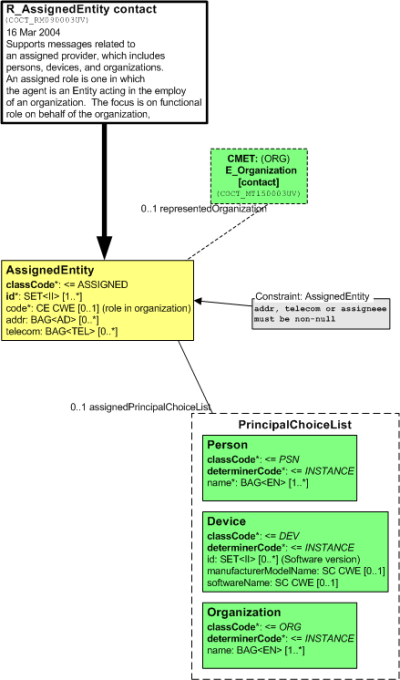 R_AssignedEntity contact
(COCT_RM090003UV)
16 Mar 2004
Supports messages related to
an assigned provider, which includes
persons, devices, and organizations.
An assigned role is one in which
the agent is an Entity acting in the employ
of an organization.  The focus is on functional
role on behalf of the organization,
CMET: (ORG)
E_Organization
[contact]
(COCT_MT150003UV)
0..1 representedOrganization
AssignedEntity
classCode*: <= ASSIGNED
id*: SET<II> [1..*]
code*: CE CWE [0..1] (role in organization)
addr: BAG<AD> [0..*]
telecom: BAG<TEL> [0..*]
Constraint: AssignedEntity
addr, telecom or assigneee
must be non-null
0..1 assignedPrincipalChoiceList
PrincipalChoiceList
Person
classCode*: <= PSN
determinerCode*: <= INSTANCE
name*: BAG<EN> [1..*]
Device
classCode*: <= DEV
determinerCode*: <= INSTANCE
id: SET<II> [0..*] (Software version)
manufacturerModelName: SC CWE [0..1]
softwareName: SC CWE [0..1]
Organization
classCode*: <= ORG
determinerCode*: <= INSTANCE
name: BAG<EN> [1..*]